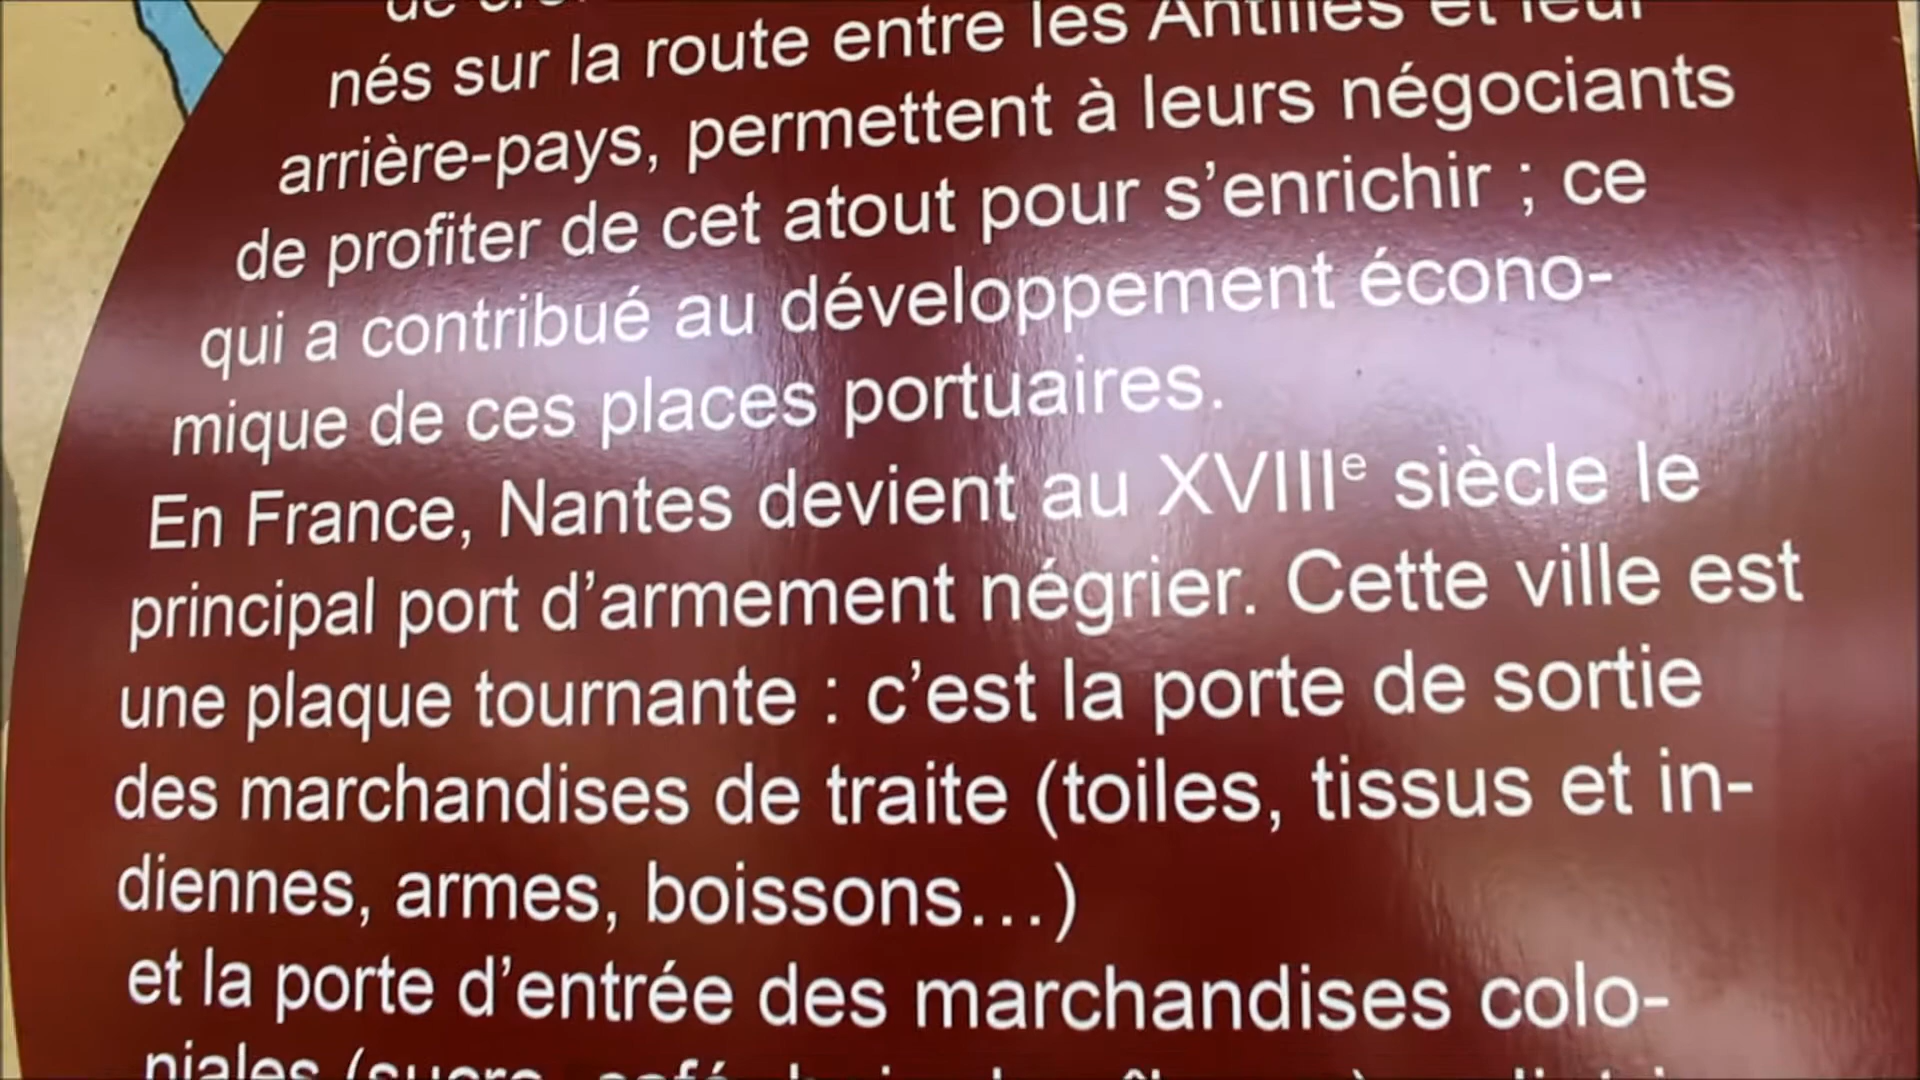 nés sur la route entre les Antilles et leur
arrière-pays, permettent à leurs négociants
de profiter de cet atout pour s’enrichir ; ce
qui a contribué au développement écono-
mique de ces places portuaires.
En France, Nantes devient au XVIIIe siècle le
principal port d’armement négrier. Cette ville est
une plaque tournante : c’est la porte de sortie
des marchandises de traite (toiles, tissus et in-
diennes, armes, boissons…)
et la porte d’entrée des marchandises colo-
niales (sucre, café,